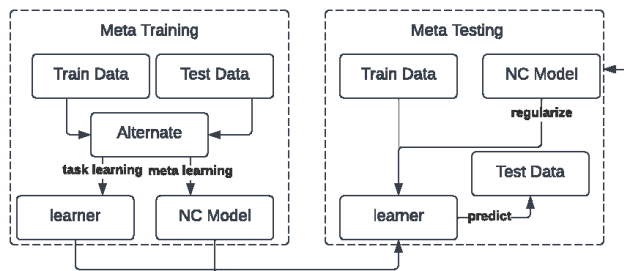 Meta Training
Train Data
Test Data
Alternate
task learning
meta learning
learner
NC Model
Meta Testing
Train Data
NC Model
regularize
Test Data
learner
predict